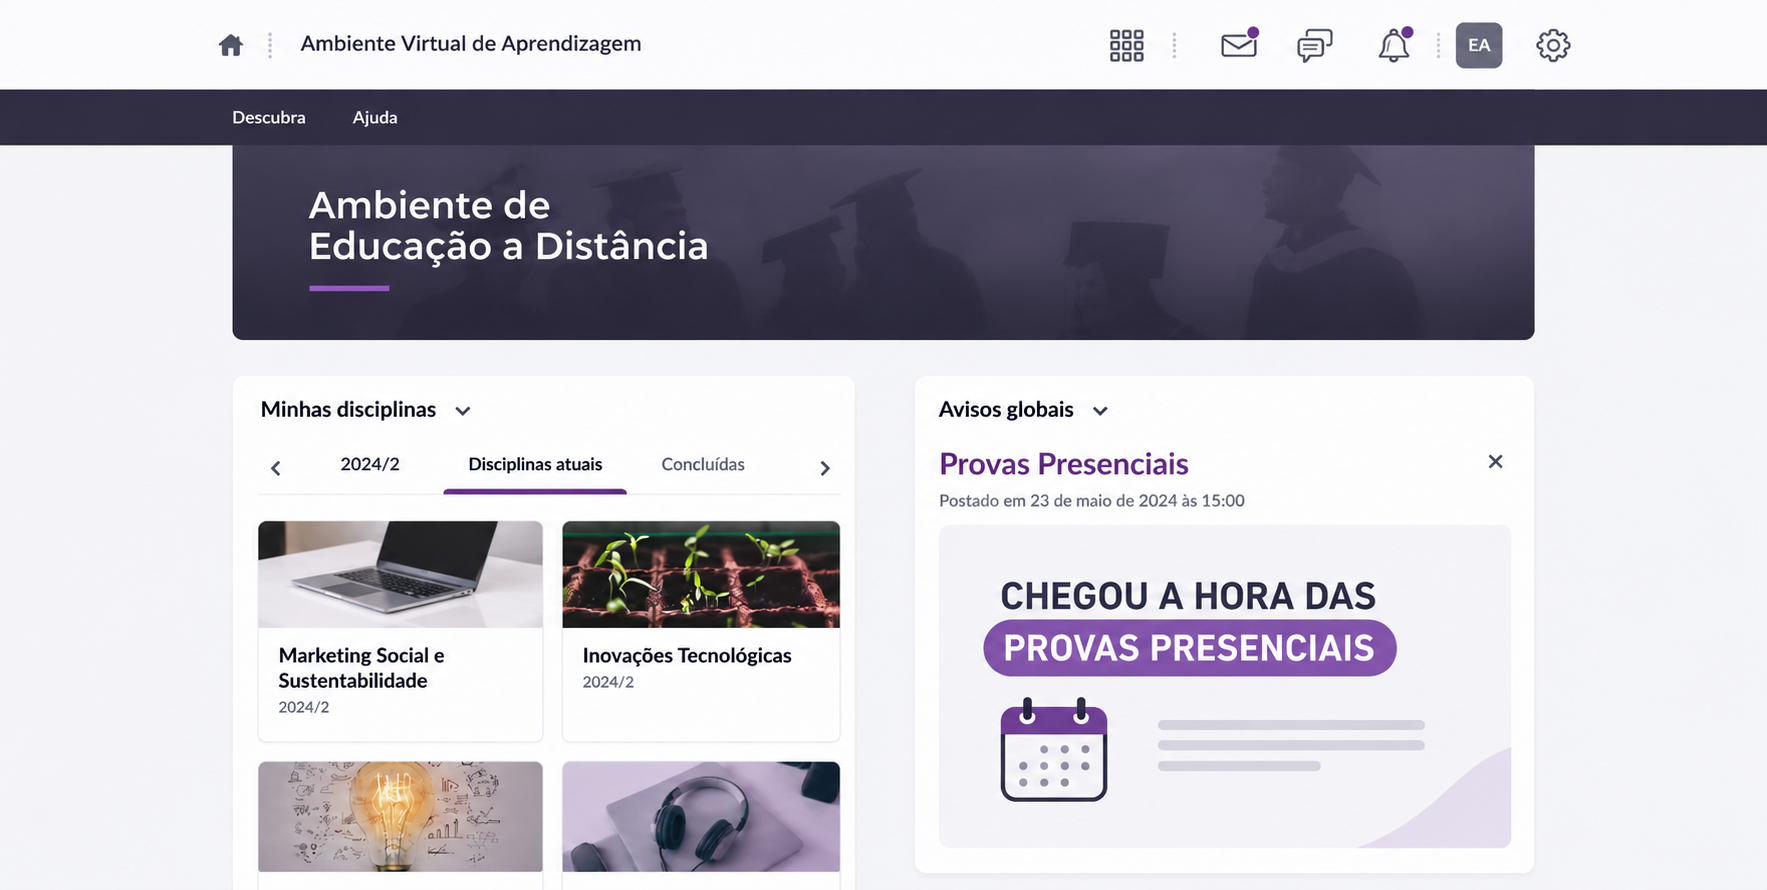 Ambiente Virtual de Aprendizagem
EA
Descubra
Ajuda
Ambiente de
Educação a Distância
Minhas disciplinas
2024/2
Disciplinas atuais
Concluídas
Marketing Social e
Sustentabilidade
2024/2
Inovações Tecnológicas
2024/2
Avisos globais
Provas Presenciais
Postado em 23 de maio de 2024 às 15:00
CHEGOU A HORA DAS
PROVAS PRESENCIAIS